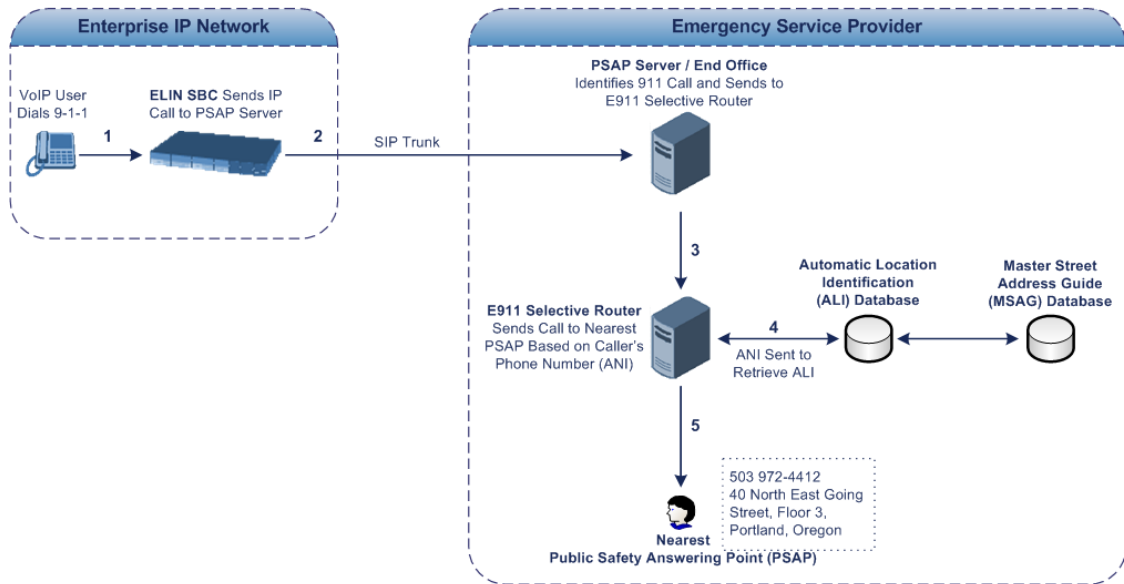 Enterprise IP Network
VoIP User
Dials 9-1-1
ELIN SBC Sends IP
Call to PSAP Server
1
2
SIP Trunk
Emergency Service Provider
PSAP Server / End Office
Identifies 911 Call and Sends to
E911 Selective Router
3
E911 Selective Router
Sends Call to Nearest
PSAP Based on Caller's
Phone Number (ANI)
4
ANI Sent to
Retrieve ALI
Automatic Location
Identification
(ALI) Database
Master Street
Address Guide
(MSAG) Database
5
503 972-4412
40 North East Going
Street, Floor 3,
Portland, Oregon
Nearest
Public Safety Answering Point (PSAP)